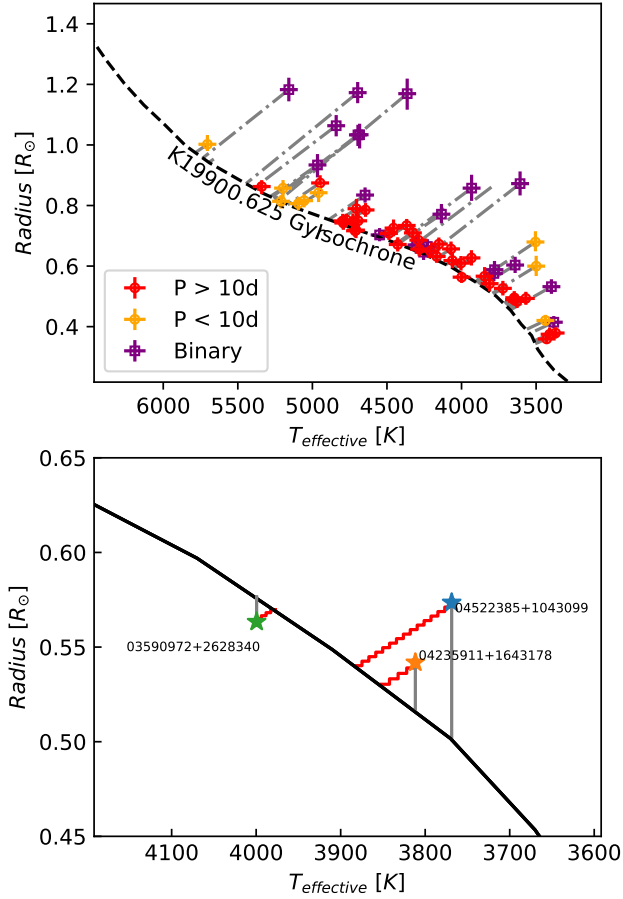 1.4
1.2
1.0
0.8
0.6
0.4
Radius [R☉]
K19900.625 GyIsochrone
P > 10d
P < 10d
Binary
6000 5500 5000 4500 4000 3500
Teffective [K]
0.65
0.60
0.55
0.50
0.45
Radius [R☉]
04522385+1043099
03590972+2628340
04235911+1643178
4100 4000 3900 3800 3700 3600
Teffective [K]